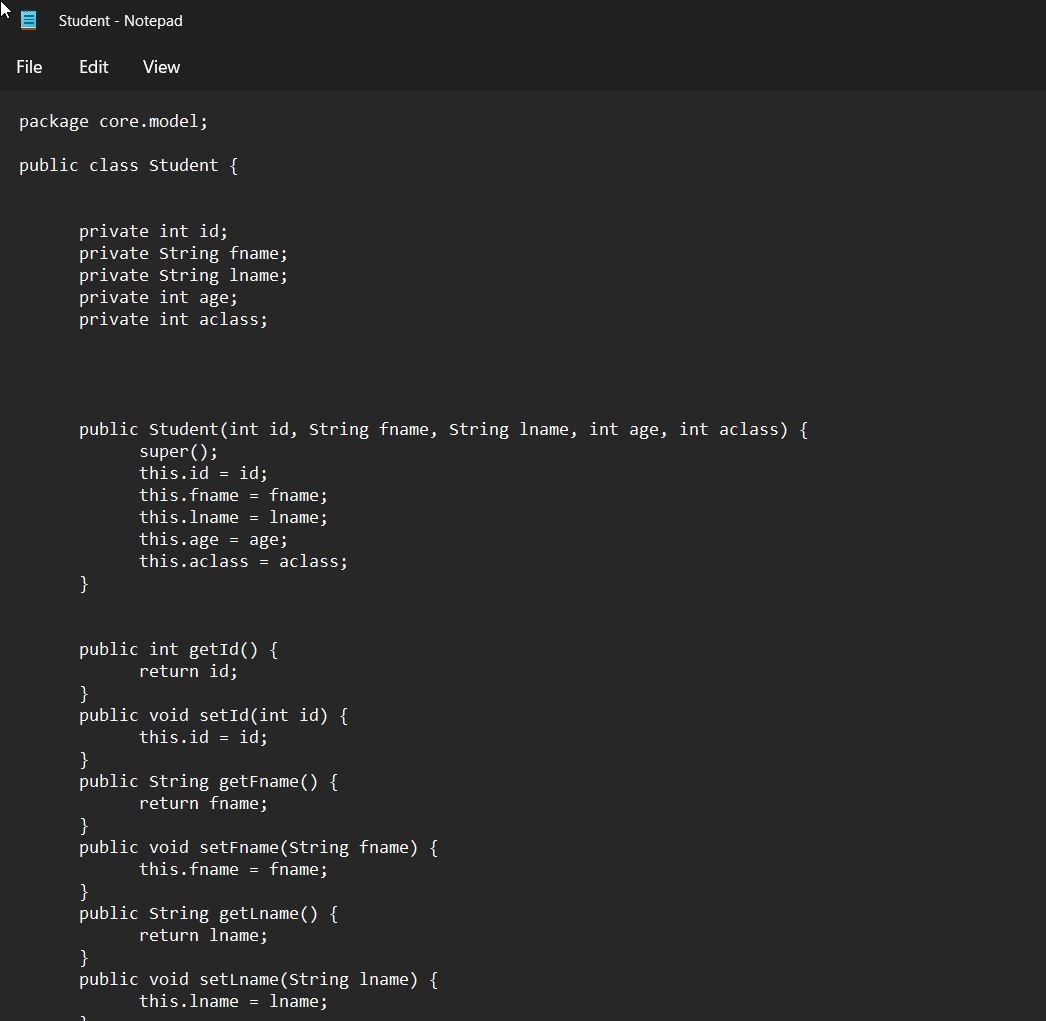 Student - Notepad
File Edit View
package core.model;
public class Student {
private int id;
private String fname;
private String lname;
private int age;
private int aclass;
public Student(int id, String fname, String lname, int age, int aclass) {
super();
this.id = id;
this.fname = fname;
this.lname = lname;
this.age = age;
this.aclass = aclass;
}
public int getId() {
return id;
}
public void setId(int id) {
this.id = id;
}
public String getFname() {
return fname;
}
public void setFname(String fname) {
this.fname = fname;
}
public String getLname() {
return lname;
}
public void setLname(String lname) {
this.lname = lname;
}